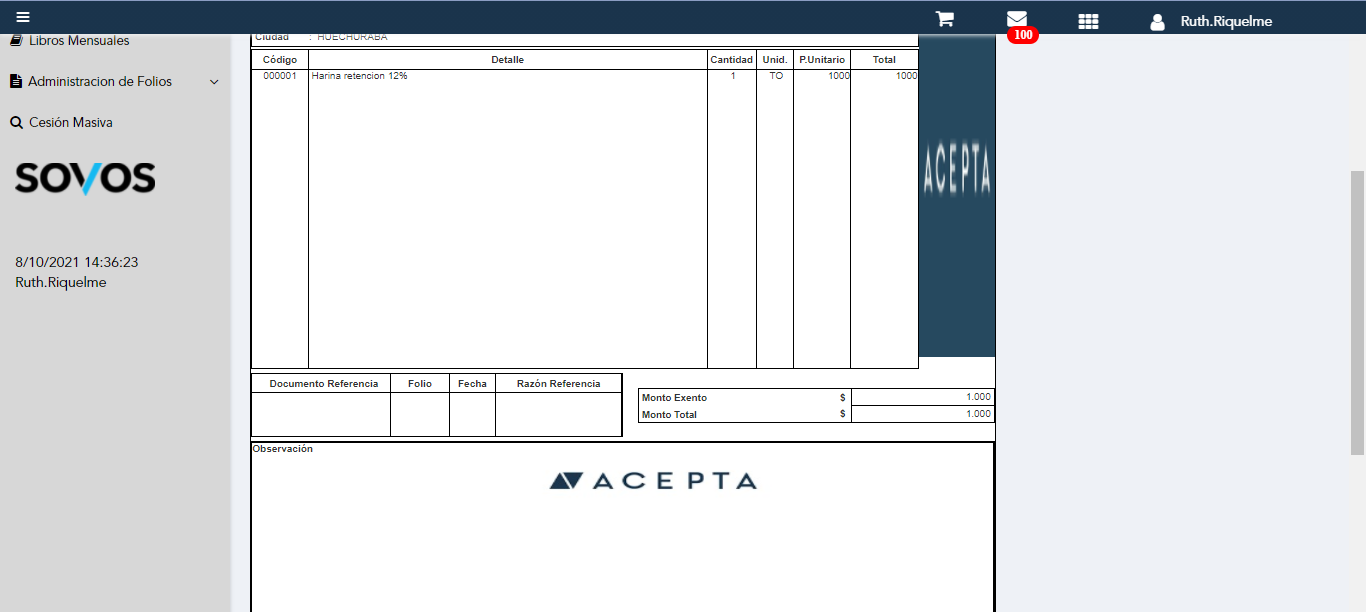 Ruth.Riquelme
100
Libros Mensuales
Administracion de Folios
Cesión Masiva
SOVOS
8/10/2021 14:36:23
Ruth.Riquelme
Ciudad : HUECHURABA
Código Detalle Cantidad Unid. P.Unitario Total
000001 Harina retencion 12% 1 TO 1000 1000
ACEPTA
Documento Referencia Folio Fecha Razón Referencia
Monto Exento $ 1.000
Monto Total $ 1.000
Observación
ACEPTA